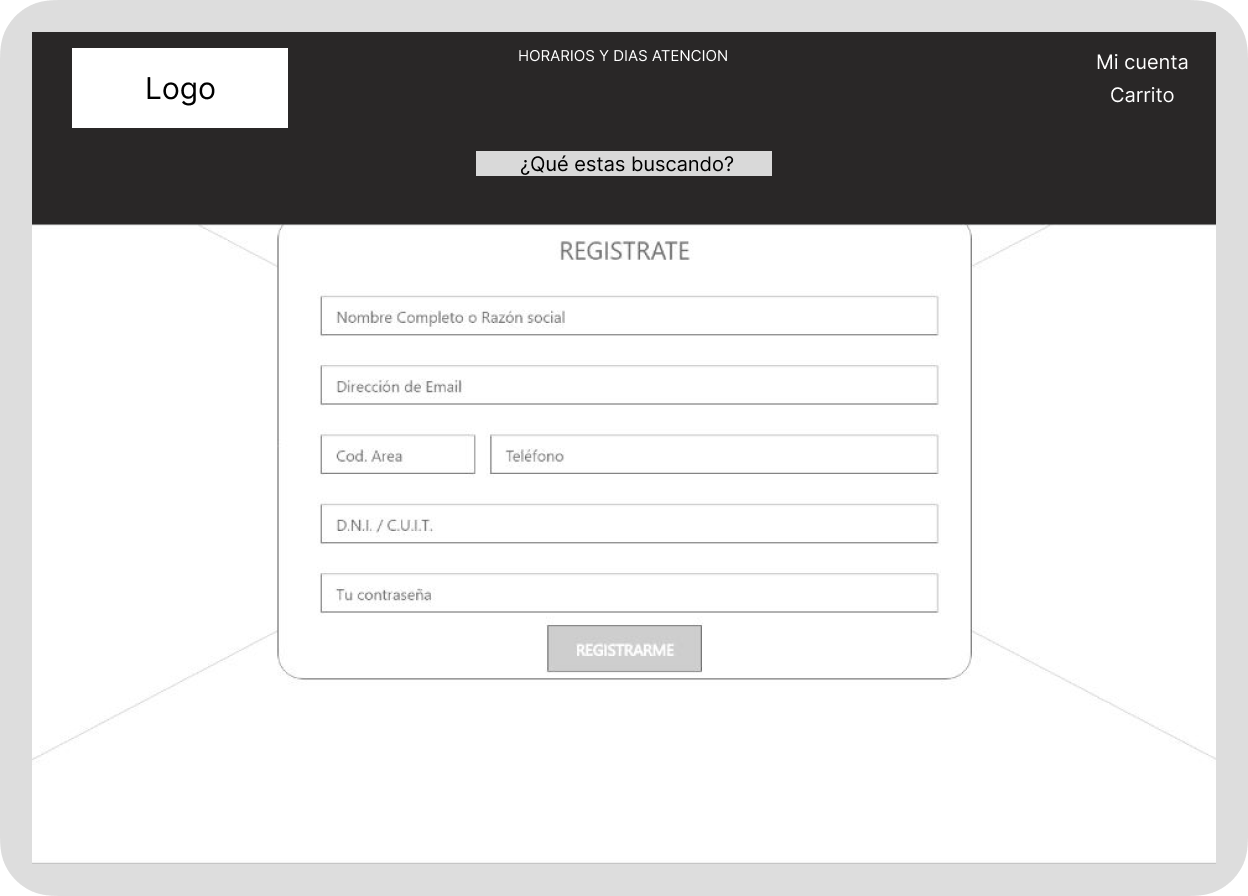 Logo
HORARIOS Y DIAS ATENCION
Mi cuenta
Carrito
¿Qué estas buscando?
REGISTRATE
Nombre Completo o Razón social
Dirección de Email
Cod. Area
Teléfono
D.N.I. / C.U.I.T.
Tu contraseña
REGISTRARME